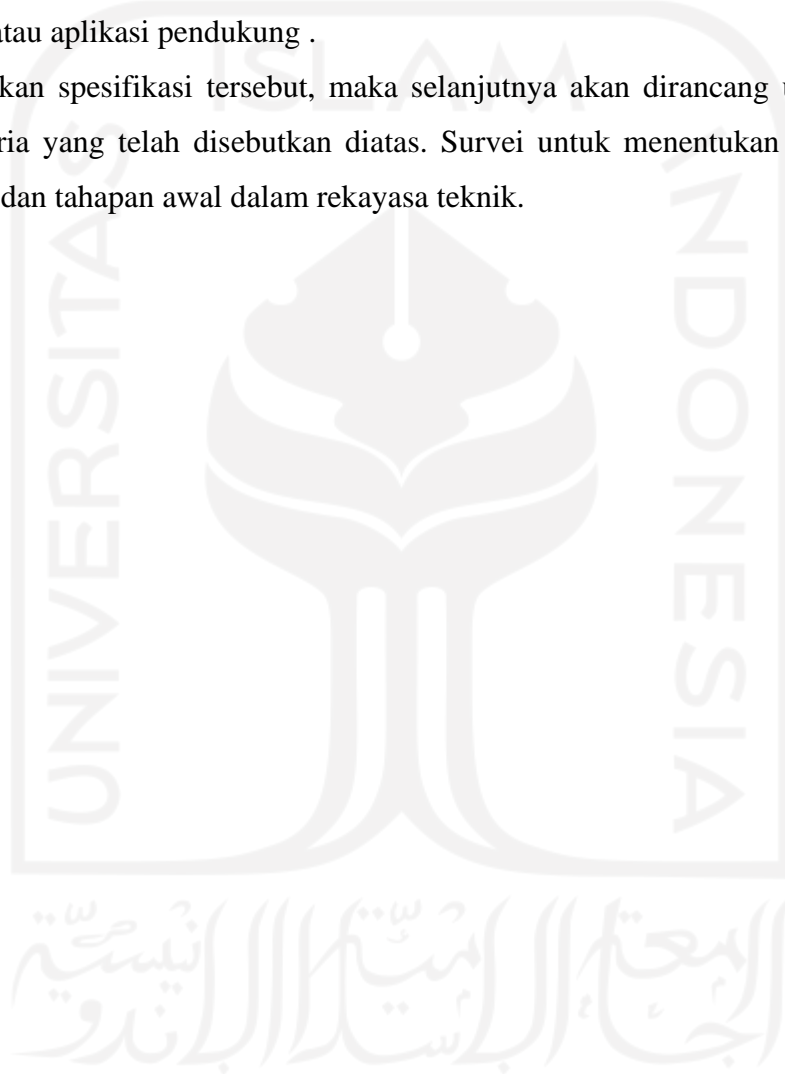 atau aplikasi pendukung .
kan spesifikasi tersebut, maka selanjutnya akan dirancang
ria yang telah disebutkan diatas. Survei untuk menentukan
dan tahapan awal dalam rekayasa teknik.
ISLAM
UNIVERSITAS
INDONESIA